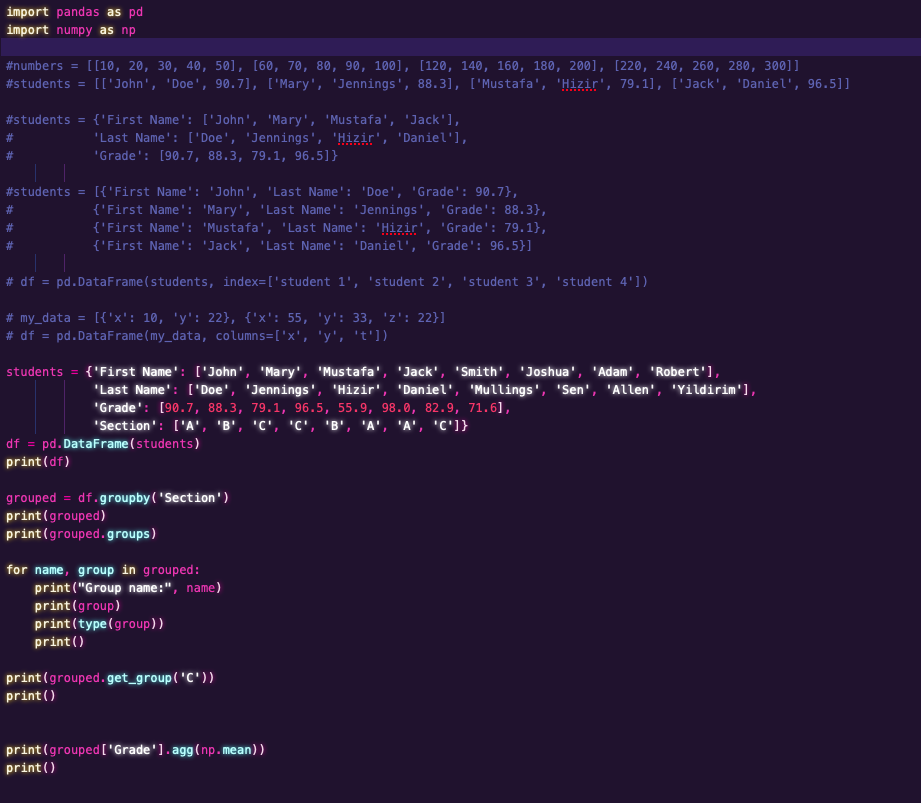 import pandas as pd
import numpy as np
#numbers = [[10, 20, 30, 40, 50], [60, 70, 80, 90, 100], [120, 140, 160, 180, 200], [220, 240, 260, 280, 300]]
#students = [['John', 'Doe', 90.7], ['Mary', 'Jennings', 88.3], ['Mustafa', 'Hizir', 79.1], ['Jack', 'Daniel', 96.5]]
#students = {'First Name': ['John', 'Mary', 'Mustafa', 'Jack'],
#           'Last Name': ['Doe', 'Jennings', 'Hizir', 'Daniel'],
#           'Grade': [90.7, 88.3, 79.1, 96.5]}
#students = [{'First Name': 'John', 'Last Name': 'Doe', 'Grade': 90.7},
#           {'First Name': 'Mary', 'Last Name': 'Jennings', 'Grade': 88.3},
#           {'First Name': 'Mustafa', 'Last Name': 'Hizir', 'Grade': 79.1},
#           {'First Name': 'Jack', 'Last Name': 'Daniel', 'Grade': 96.5}]
# df = pd.DataFrame(students, index=['student 1', 'student 2', 'student 3', 'student 4'])
# my_data = [{'x': 10, 'y': 22}, {'x': 55, 'y': 33, 'z': 22}]
# df = pd.DataFrame(my_data, columns=['x', 'y', 't'])
students = {'First Name': ['John', 'Mary', 'Mustafa', 'Jack', 'Smith', 'Joshua', 'Adam', 'Robert'],
            'Last Name': ['Doe', 'Jennings', 'Hizir', 'Daniel', 'Mullings', 'Sen', 'Allen', 'Yildirim'],
            'Grade': [90.7, 88.3, 79.1, 96.5, 55.9, 98.0, 82.9, 71.6],
            'Section': ['A', 'B', 'C', 'C', 'B', 'A', 'A', 'C']}
df = pd.DataFrame(students)
print(df)
grouped = df.groupby('Section')
print(grouped)
print(grouped.groups)
for name, group in grouped:
    print("Group name:", name)
    print(group)
    print(type(group))
    print()
print(grouped.get_group('C'))
print()
print(grouped['Grade'].agg(np.mean))
print()